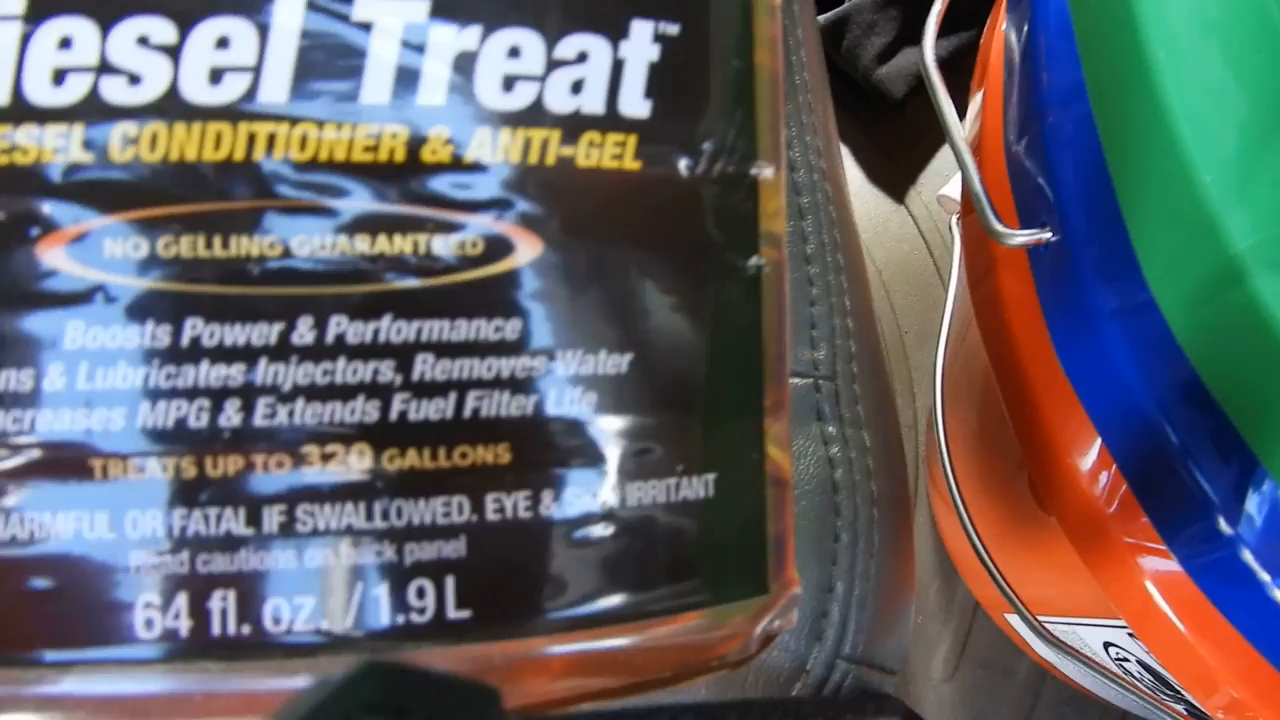 iesel Treat™
ESEL CONDITIONER & ANTI-GEL
NO GELLING GUARANTEED
Boosts Power & Performance
ns & Lubricates Injectors, Removes Water
ncreases MPG & Extends Fuel Filter Life
TREATS UP TO 320 GALLONS
HARMFUL OR FATAL IF SWALLOWED. EYE & SKIN IRRITANT
Read cautions on back panel
64 fl. oz. / 1.9 L